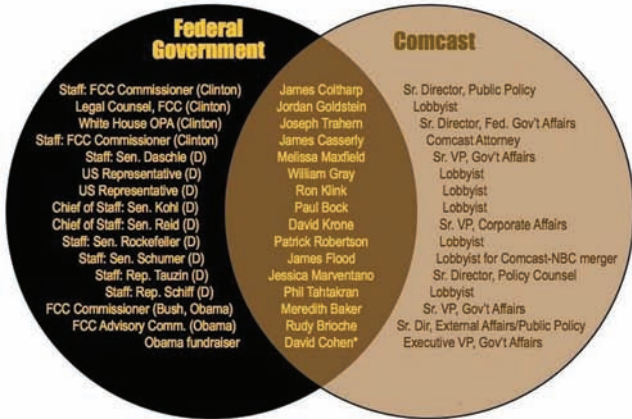 Federal
Government
Comcast
Staff: FCC Commissioner (Clinton) James Coltharp Sr. Director, Public Policy
Legal Counsel, FCC (Clinton) Jordan Goldstein Lobbyist
White House OPA (Clinton) Joseph Trahern Sr. Director, Fed. Gov't Affairs
Staff: FCC Commissioner (Clinton) James Casserly Comcast Attorney
Staff: Sen. Daschle (D) Melissa Maxfield Sr. VP, Gov't Affairs
US Representative (D) William Gray Lobbyist
US Representative (D) Ron Klink Lobbyist
Chief of Staff: Sen. Kohl (D) Paul Bock Lobbyist
Chief of Staff: Sen. Reid (D) David Krone Sr. VP, Corporate Affairs
Staff: Sen. Rockefeller (D) Patrick Robertson Lobbyist
Staff: Sen. Schumer (D) James Flood Lobbyist for Comcast-NBC merger
Staff: Rep. Tauzin (D) Jessica Marventano Sr. Director, Policy Counsel
Staff: Rep. Schiff (D) Phil Tahtakran Lobbyist
FCC Commissioner (Bush, Obama) Meredith Baker Sr. VP, Gov't Affairs
FCC Advisory Comm. (Obama) Rudy Brioche Sr. Dir, External Affairs/Public Policy
Obama fundraiser David Cohen* Executive VP, Gov't Affairs